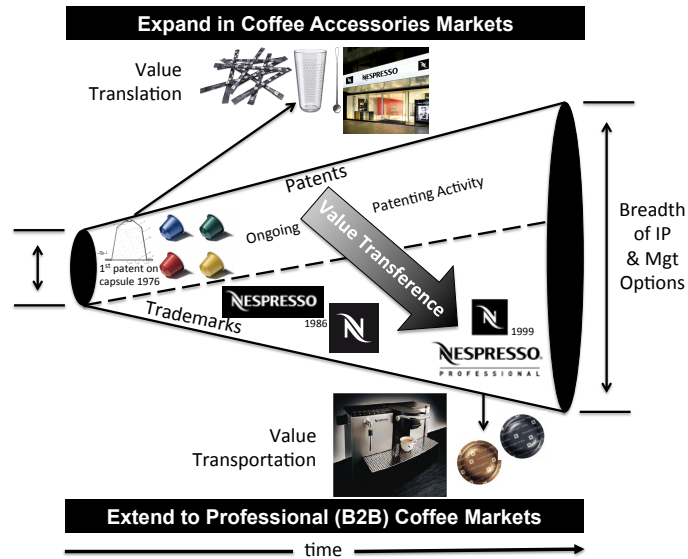 Expand in Coffee Accessories Markets
Value
Translation
NESPRESSO
Patents
Ongoing
Patenting Activity
Value Transference
1st patent on
capsule 1976
Breadth
of IP
& Mgt
Options
Trademarks
NESPRESSO
1986
N
N
1999
NESPRESSO.
PROFESSIONAL
Value
Transportation
Extend to Professional (B2B) Coffee Markets
time